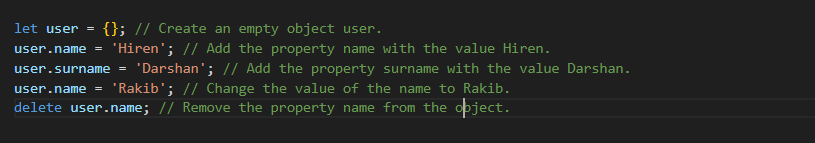 let user = {}; // Create an empty object user.
user.name = 'Hiren'; // Add the property name with the value Hiren.
user.surname = 'Darshan'; // Add the property surname with the value Darshan.
user.name = 'Rakib'; // Change the value of the name to Rakib.
delete user.name; // Remove the property name from the object.